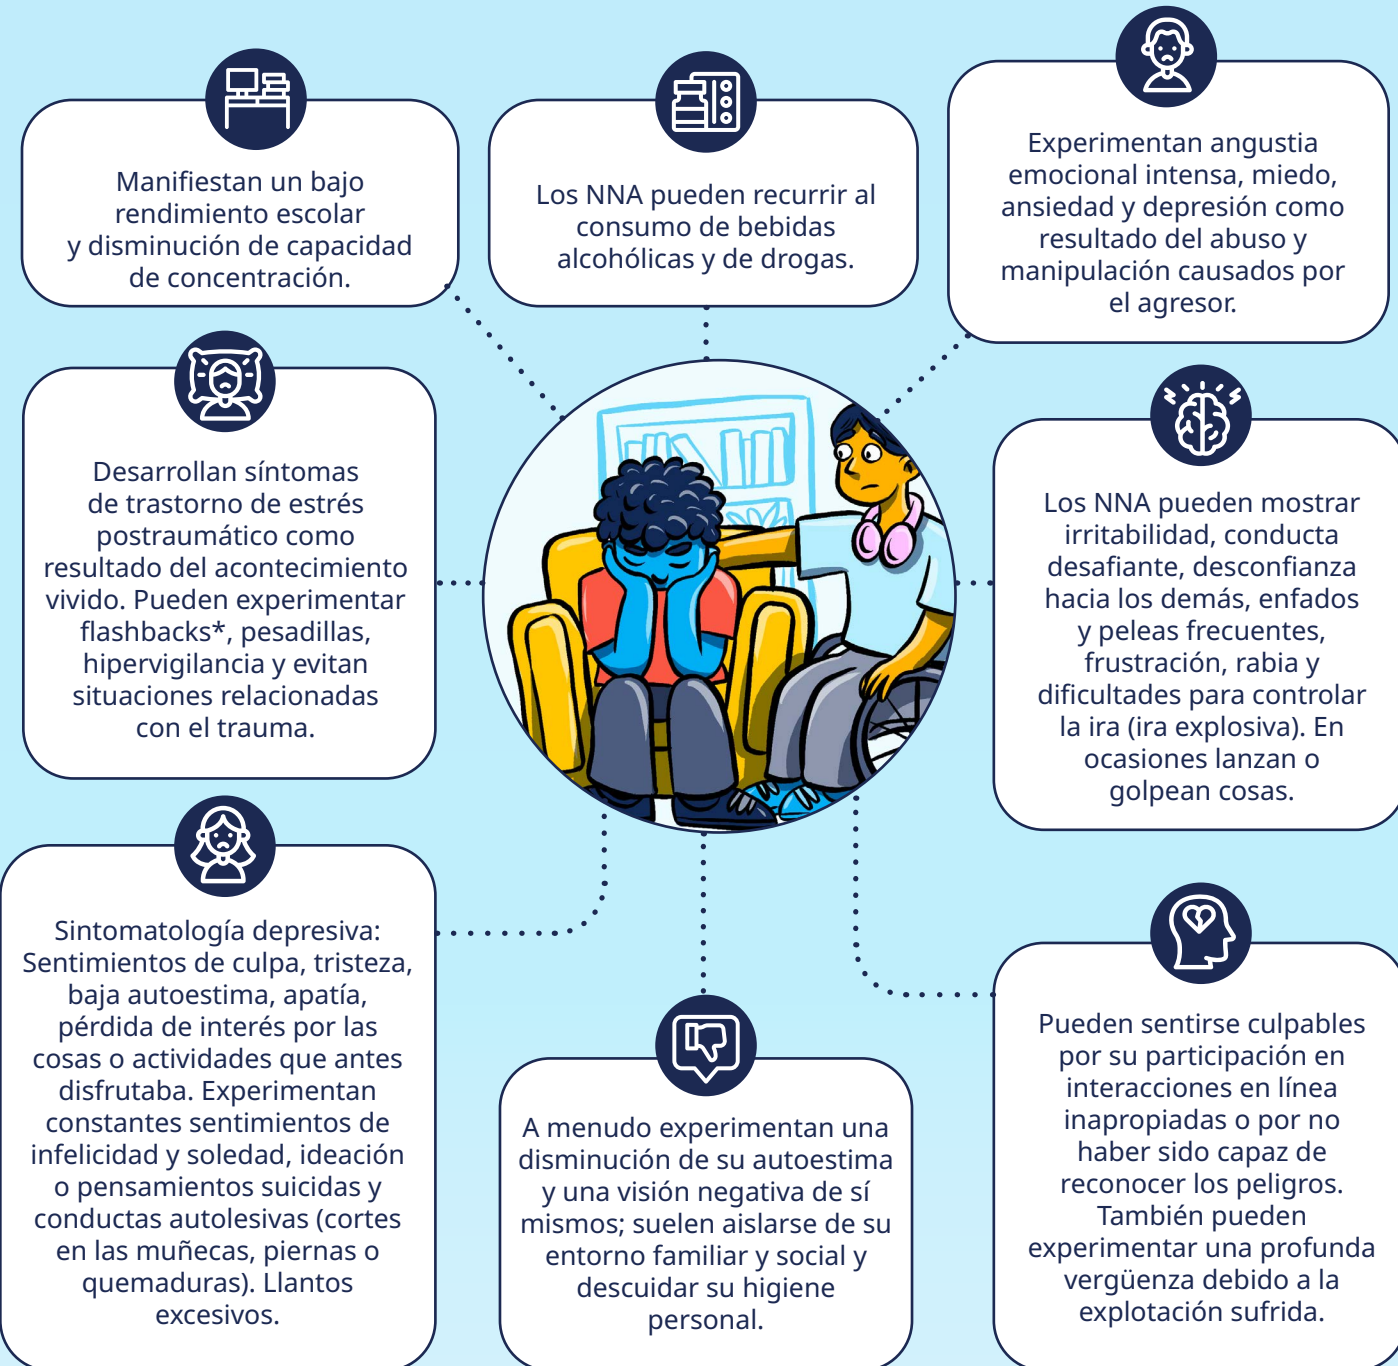 Manifiestan un bajo
rendimiento escolar
y disminución de capacidad
de concentración.
Los NNA pueden recurrir al
consumo de bebidas
alcohólicas y de drogas.
Experimentan angustia
emocional intensa, miedo,
ansiedad y depresión como
resultado del abuso y
manipulación causados por
el agresor.
Desarrollan síntomas
de trastorno de estrés
postraumático como
resultado del acontecimiento
vivido. Pueden experimentar
flashbacks*, pesadillas,
hipervigilancia y evitan
situaciones relacionadas
con el trauma.
Los NNA pueden mostrar
irritabilidad, conducta
desafiante, desconfianza
hacia los demás, enfados
y peleas frecuentes,
frustración, rabia y
dificultades para controlar
la ira (ira explosiva). En
ocasiones lanzan o
golpean cosas.
Sintomatología depresiva:
Sentimientos de culpa, tristeza,
baja autoestima, apatía,
pérdida de interés por las
cosas o actividades que antes
disfrutaba. Experimentan
constantes sentimientos de
infelicidad y soledad, ideación
o pensamientos suicidas y
conductas autolesivas (cortes
en las muñecas, piernas o
quemaduras). Llantos
excesivos.
A menudo experimentan una
disminución de su autoestima
y una visión negativa de sí
mismos; suelen aislarse de su
entorno familiar y social y
descuidar su higiene
personal.
Pueden sentirse culpables
por su participación en
interacciones en línea
inapropiadas o por no
haber sido capaz de
reconocer los peligros.
También pueden
experimentar una profunda
vergüenza debido a la
explotación sufrida.